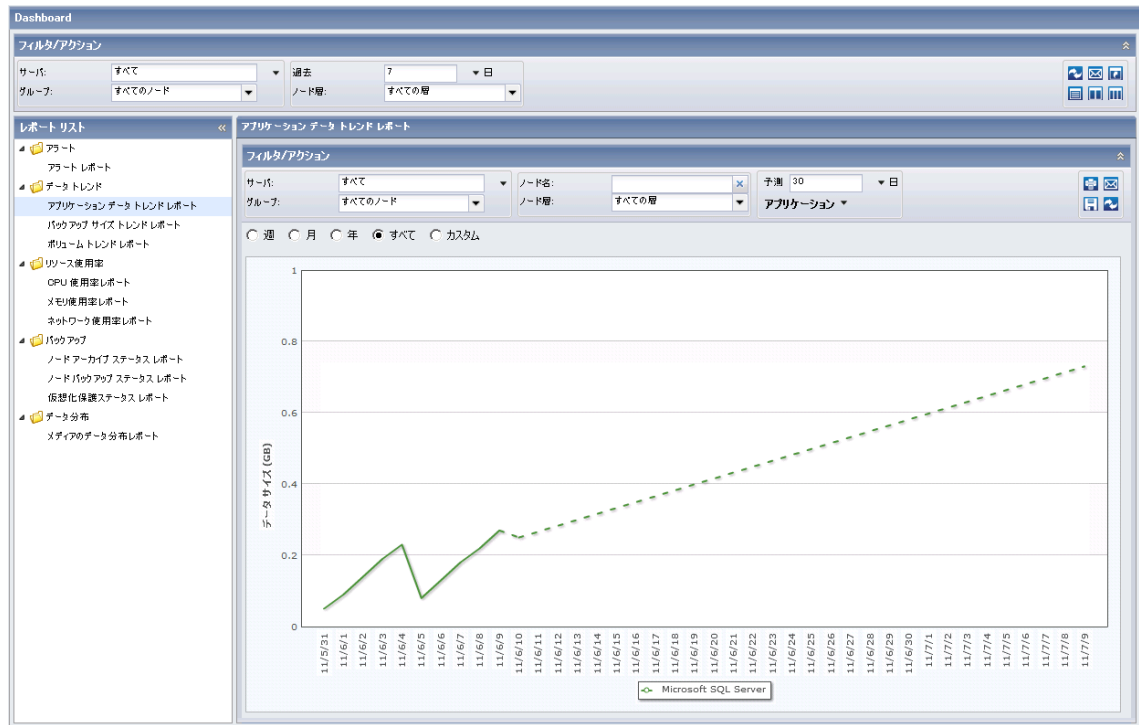 Dashboard
フィルタ/アクション
サーバ: すべて 過去 7 日
グループ: すべてのノード ノード層: すべての層
レポート リスト
アラート
アラート レポート
データ トレンド
アプリケーション データ トレンド レポート
バックアップ サイズ トレンド レポート
ボリューム トレンド レポート
リソース使用率
CPU 使用率レポート
メモリ使用率レポート
ネットワーク使用率レポート
バックアップ
ノード アーカイブ ステータス レポート
ノード バックアップ ステータス レポート
仮想化保護ステータス レポート
データ分布
メディアのデータ分布レポート
アプリケーション データ トレンド レポート
フィルタ/アクション
サーバ: すべて ノード名: 予測 30 日
グループ: すべてのノード ノード層: すべての層 アプリケーション
週 月 年 すべて カスタム
データ サイズ (GB)
1
0.8
0.6
0.4
0.2
0
11/5/31 11/6/1 11/6/2 11/6/3 11/6/4 11/6/5 11/6/6 11/6/7 11/6/8 11/6/9 11/6/10 11/6/11 11/6/12 11/6/13 11/6/14 11/6/15 11/6/16 11/6/17 11/6/18 11/6/19 11/6/20 11/6/21 11/6/22 11/6/23 11/6/24 11/6/25 11/6/26 11/6/27 11/6/28 11/6/29 11/6/30 11/7/1 11/7/2 11/7/3 11/7/4 11/7/5 11/7/6 11/7/7 11/7/8 11/7/9
Microsoft SQL Server